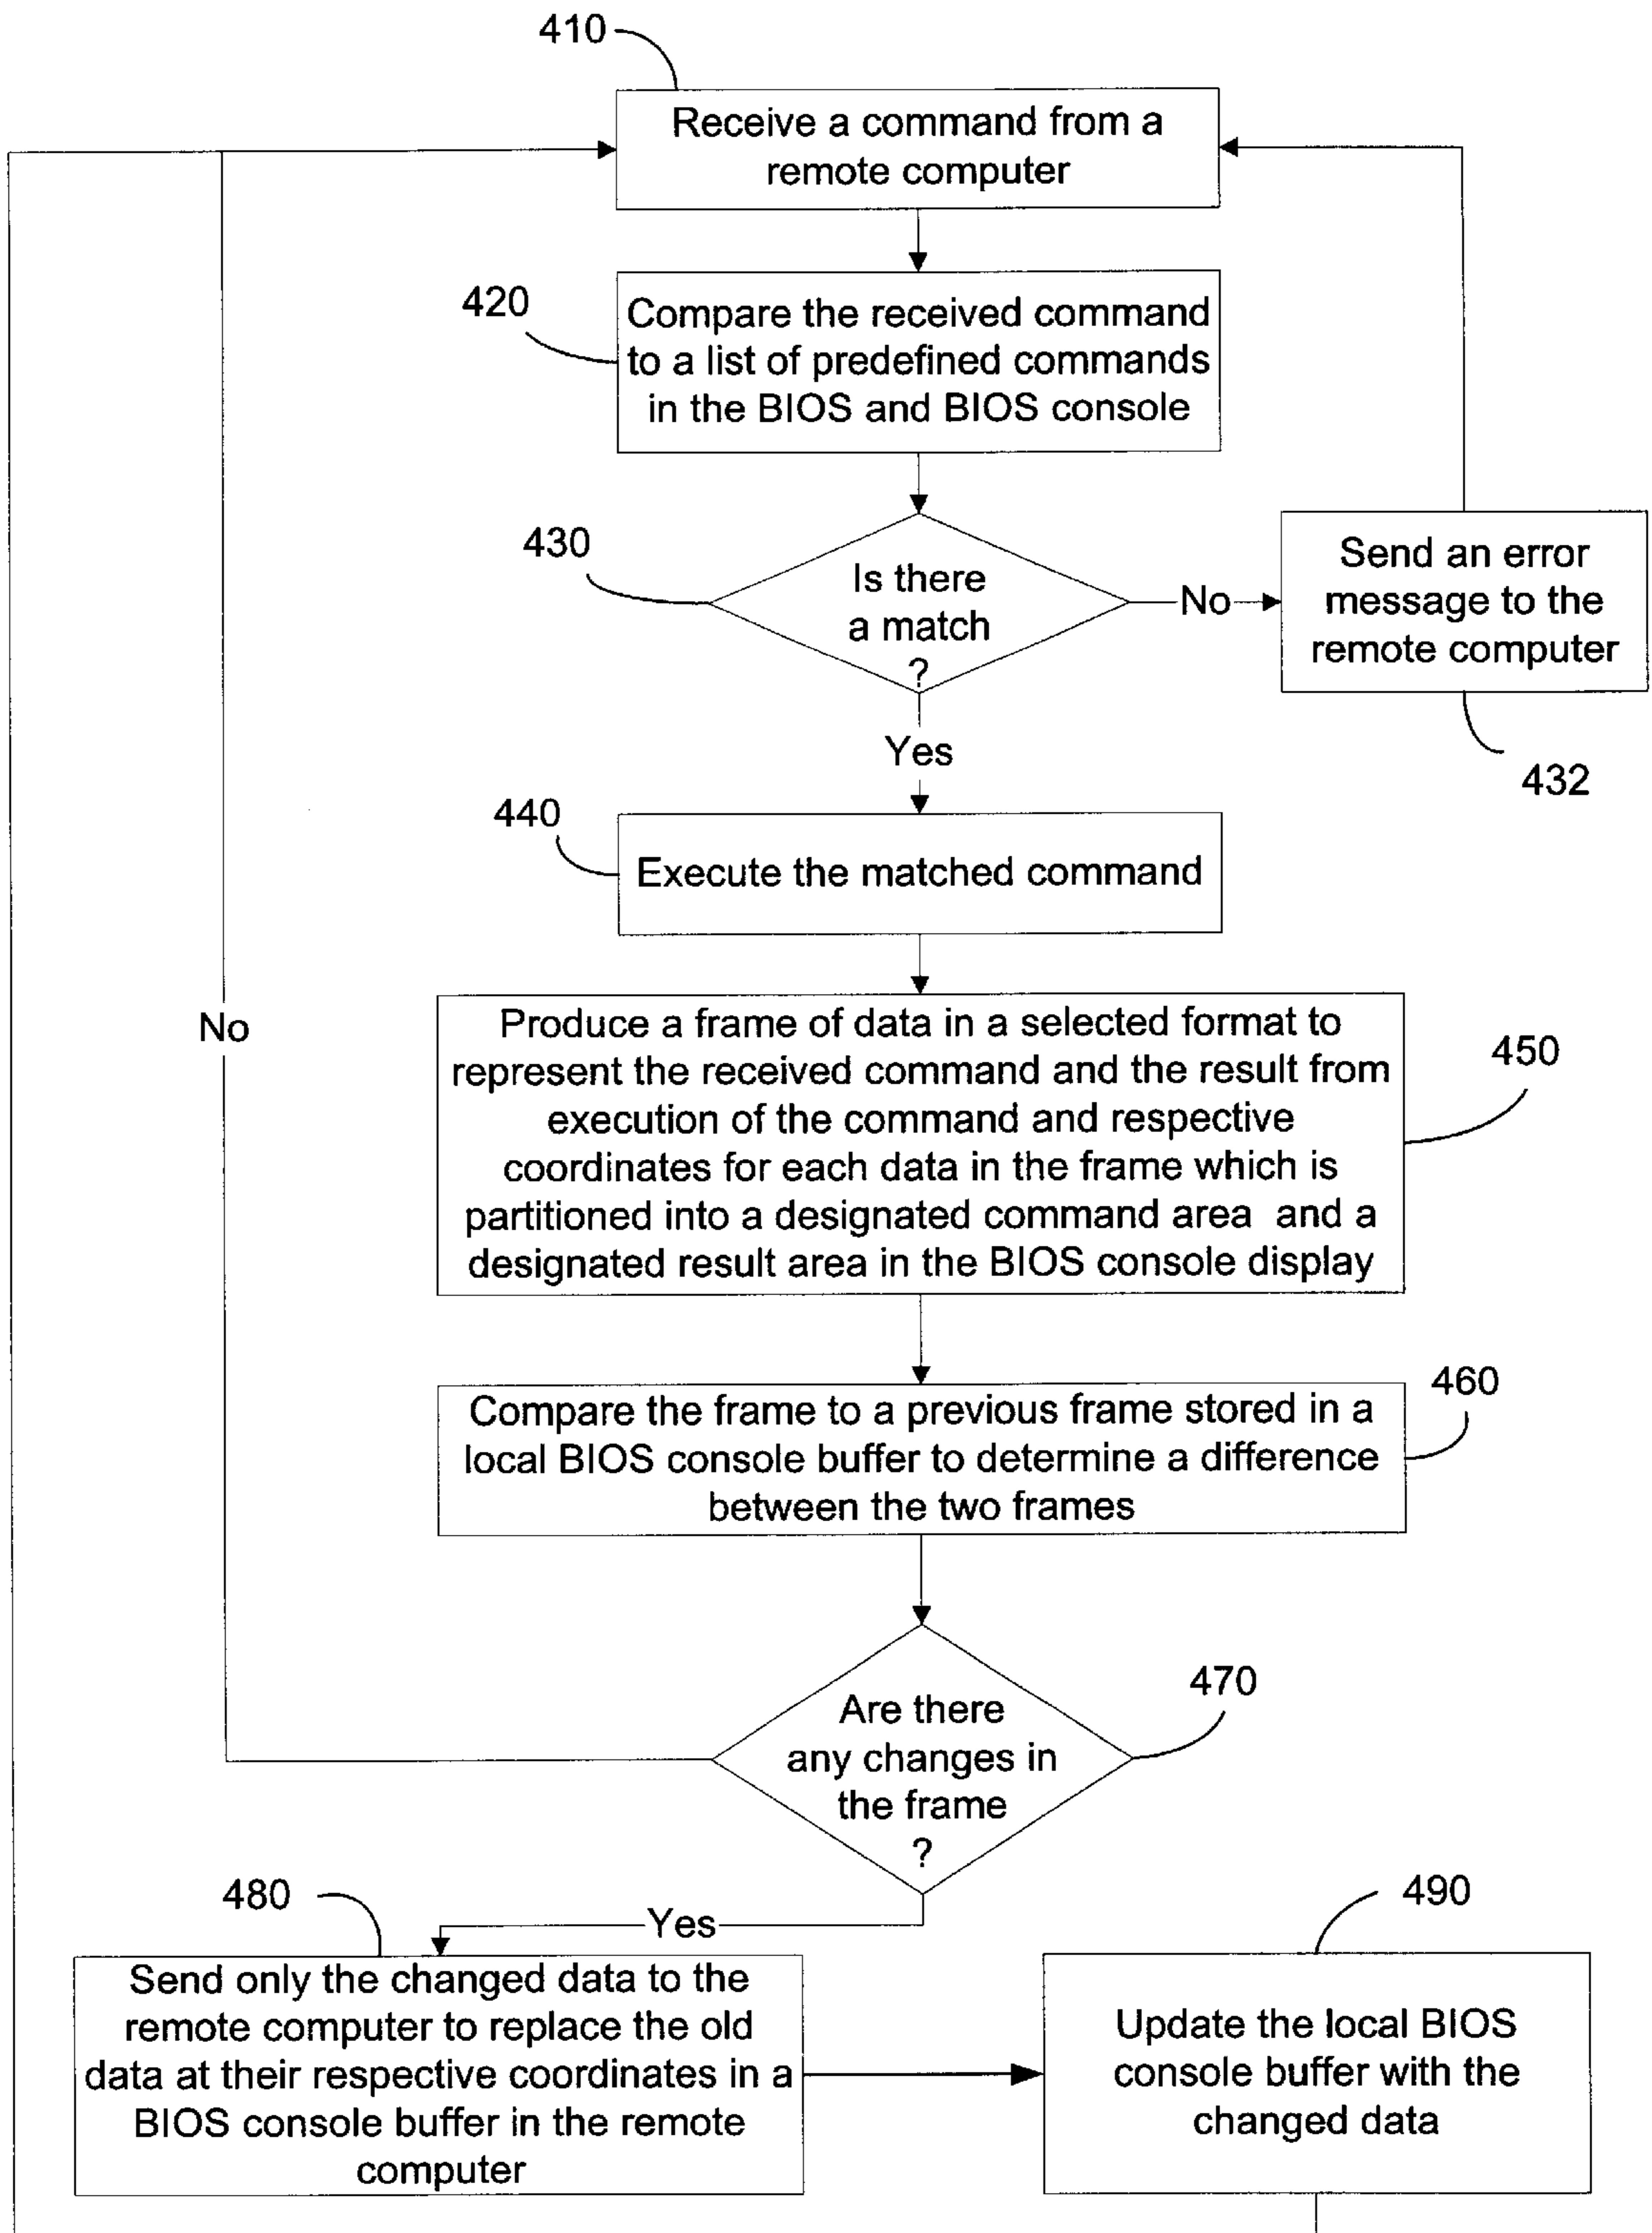 410
Receive a command from a
remote computer
420
Compare the received command
to a list of predefined commands
in the BIOS and BIOS console
430
Is there
a match
?
No
Send an error
message to the
remote computer
432
Yes
440
Execute the matched command
No
Produce a frame of data in a selected format to
represent the received command and the result from
execution of the command and respective
coordinates for each data in the frame which is
partitioned into a designated command area and a
designated result area in the BIOS console display
450
460
Compare the frame to a previous frame stored in a
local BIOS console buffer to determine a difference
between the two frames
470
Are there
any changes in
the frame
?
480
Yes
490
Send only the changed data to the
remote computer to replace the old
data at their respective coordinates in a
BIOS console buffer in the remote
computer
Update the local BIOS
console buffer with the
changed data